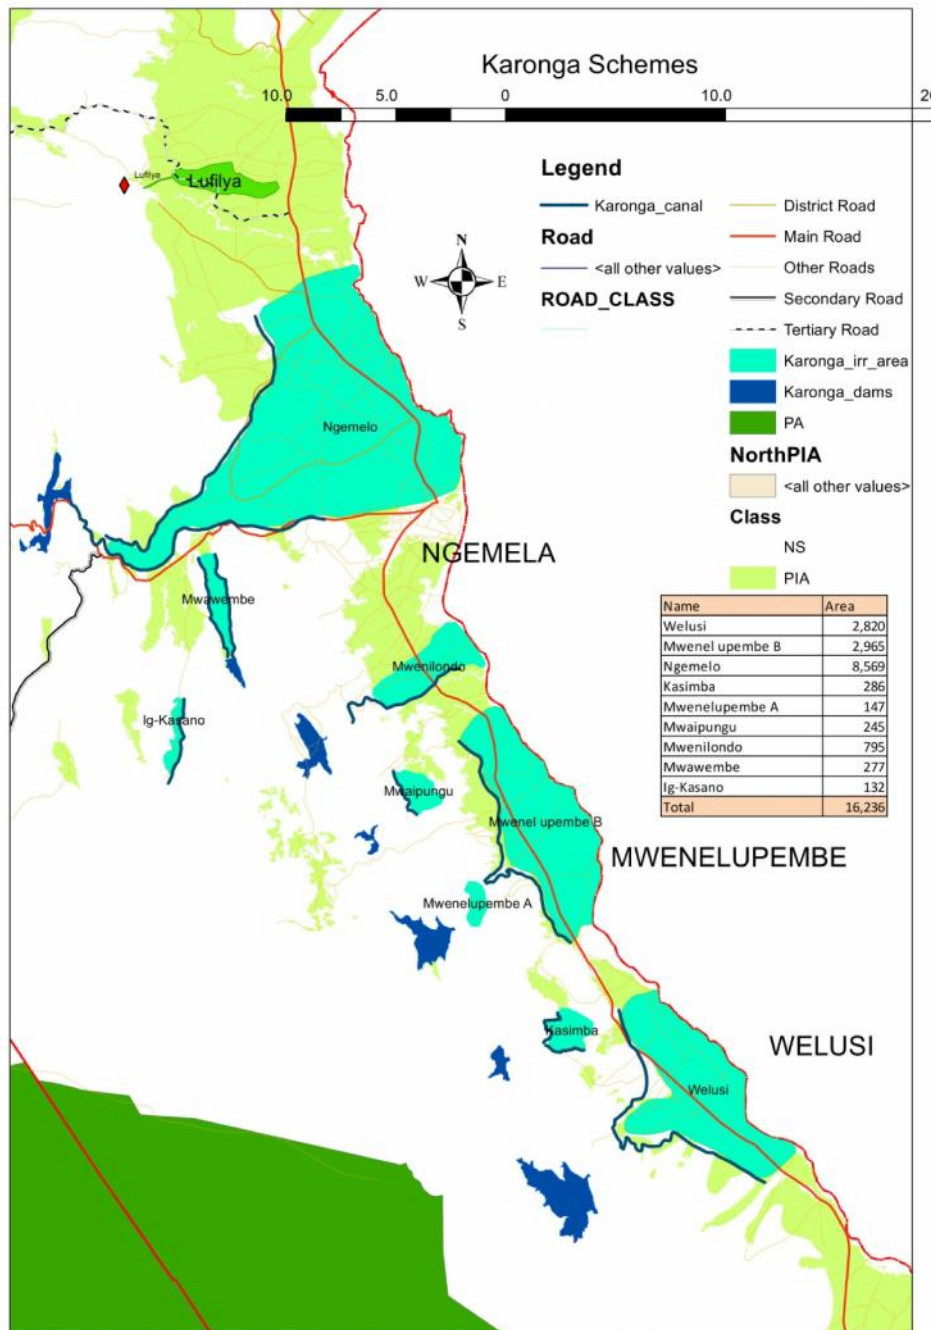 Karonga Schemes
10.0 5.0 0 10.0 20
Legend
Karonga_canal
Road
<all other values>
ROAD_CLASS
District Road
Main Road
Other Roads
Secondary Road
Tertiary Road
Karonga_irr_area
Karonga_dams
PA
NorthPIA
<all other values>
Class
NS
PIA
N
W E
S
Lufilya
Lufilya
Ngemelo
NGEMELA
Mwawembe
Mwenilondo
Ig-Kasano
Mwaipungu
Mwenel upembe B
MWENELUPEMBE
Mwenelupembe A
Kasimba
WELUSI
Welusi
Name Area
Welusi 2,820
Mwenel upembe B 2,965
Ngemelo 8,569
Kasimba 286
Mwenelupembe A 147
Mwaipungu 245
Mwenilondo 795
Mwawembe 277
Ig-Kasano 132
Total 16,236